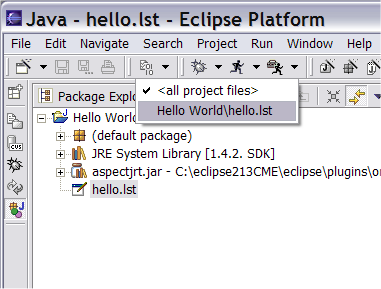 Java - hello.lst - Eclipse Platform
File Edit Navigate Search Project Run Window Help
<all project files>
Hello World\hello.lst
Package Explo
Hello World
(default package)
JRE System Library [1.4.2. SDK]
aspectjrt.jar - C:\eclipse213CME\eclipse\plugins\or
hello.lst